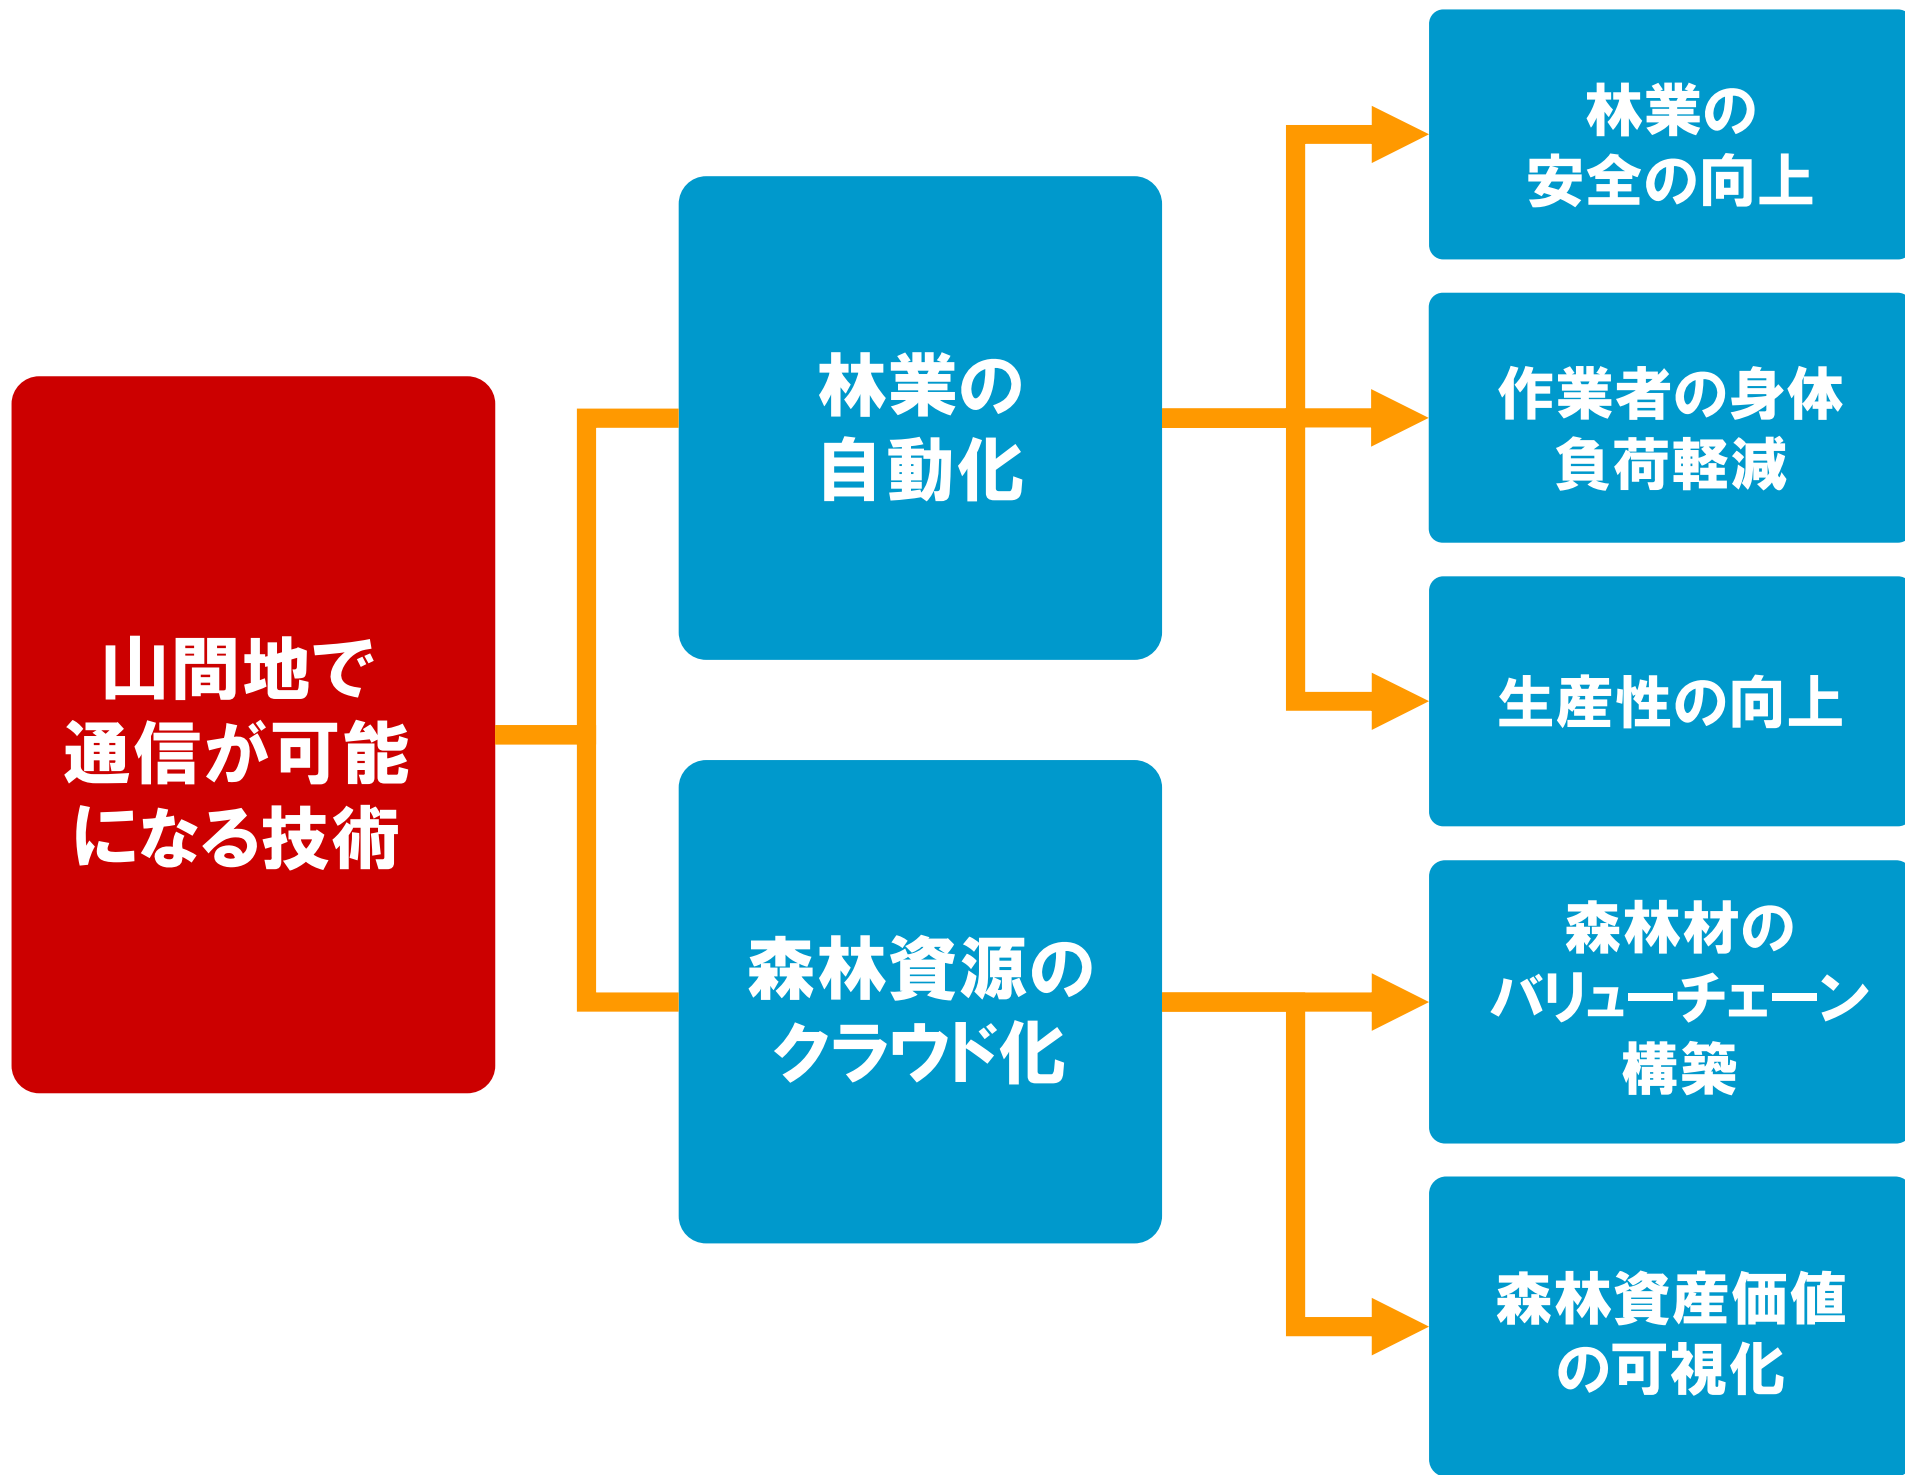 山間地で
通信が可能
になる技術
林業の
自動化
森林資源の
クラウド化
林業の
安全の向上
作業者の身体
負荷軽減
生産性の向上
森林材の
バリューチェーン
構築
森林資産価値
の可視化